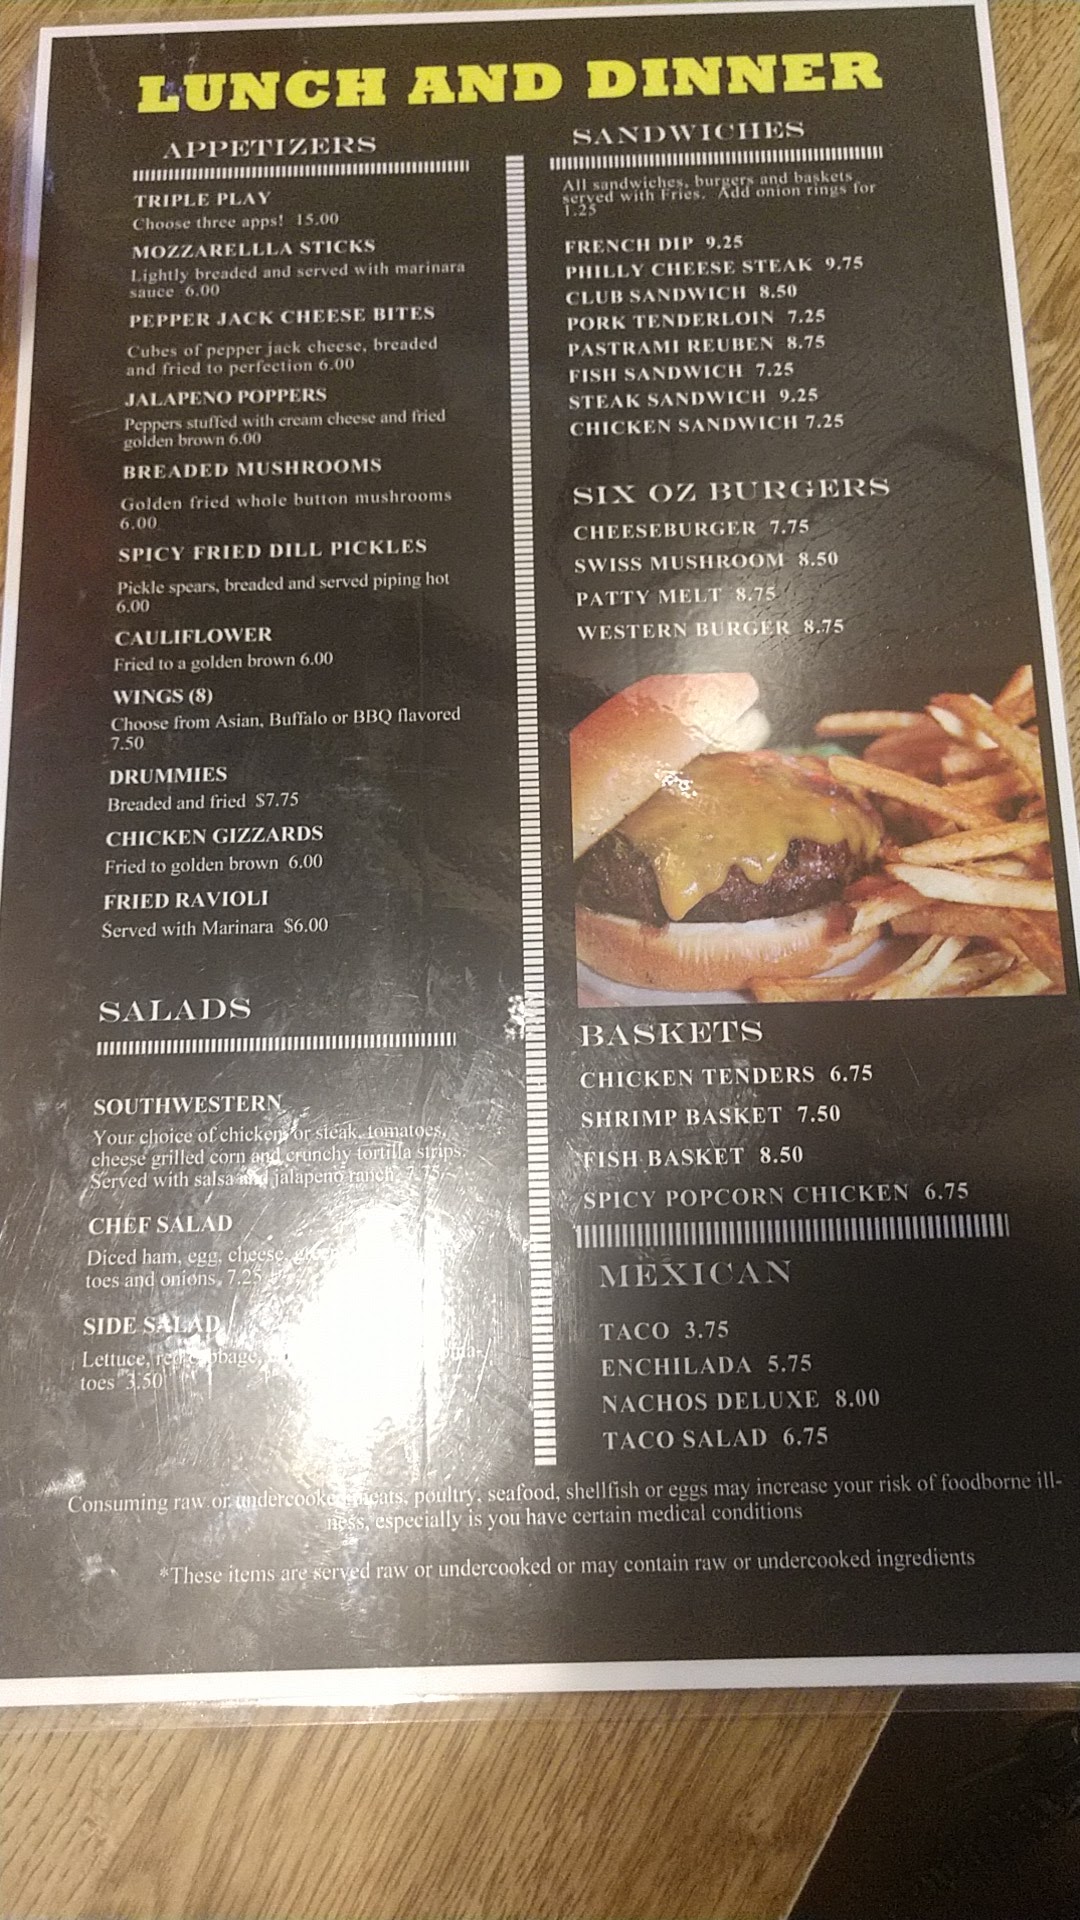 LUNCH AND DINNER
APPETIZERS
TRIPLE PLAY
Choose three apps! 15.00
MOZZARELLLA STICKS
Lightly breaded and served with marinara
sauce 6.00
PEPPER JACK CHEESE BITES
Cubes of pepper jack cheese, breaded
and fried to perfection 6.00
JALAPENO POPPERS
Peppers stuffed with cream cheese and fried
golden brown 6.00
BREADED MUSHROOMS
Golden fried whole button mushrooms
6.00
SPICY FRIED DILL PICKLES
Pickle spears, breaded and served piping hot
6.00
CAULIFLOWER
Fried to a golden brown 6.00
WINGS (8)
Choose from Asian, Buffalo or BBQ flavored
7.50
DRUMMIES
Breaded and fried $7.75
CHICKEN GIZZARDS
Fried to golden brown 6.00
FRIED RAVIOLI
Served with Marinara $6.00
SALADS
SOUTHWESTERN
Your choice of chicken or steak, tomatoes,
cheese grilled corn and crunchy tortilla strips.
Served with salsa and jalapeno ranch 7.75
CHEF SALAD
Diced ham, egg, cheese,
toes and onions, 7.25
SIDE SALAD
Lettuce, red cabbage,
toes 3.50
SANDWICHES
All sandwiches, burgers and baskets
served with Fries. Add onion rings for
1.25
FRENCH DIP 9.25
PHILLY CHEESE STEAK 9.75
CLUB SANDWICH 8.50
PORK TENDERLOIN 7.25
PASTRAMI REUBEN 8.75
FISH SANDWICH 7.25
STEAK SANDWICH 9.25
CHICKEN SANDWICH 7.25
SIX OZ BURGERS
CHEESEBURGER 7.75
SWISS MUSHROOM 8.50
PATTY MELT 8.75
WESTERN BURGER 8.75
BASKETS
CHICKEN TENDERS 6.75
SHRIMP BASKET 7.50
FISH BASKET 8.50
SPICY POPCORN CHICKEN 6.75
MEXICAN
TACO 3.75
ENCHILADA 5.75
NACHOS DELUXE 8.00
TACO SALAD 6.75
Consuming raw or undercooked meats, poultry, seafood, shellfish or eggs may increase your risk of foodborne ill-
ness, especially is you have certain medical conditions
*These items are served raw or undercooked or may contain raw or undercooked ingredients